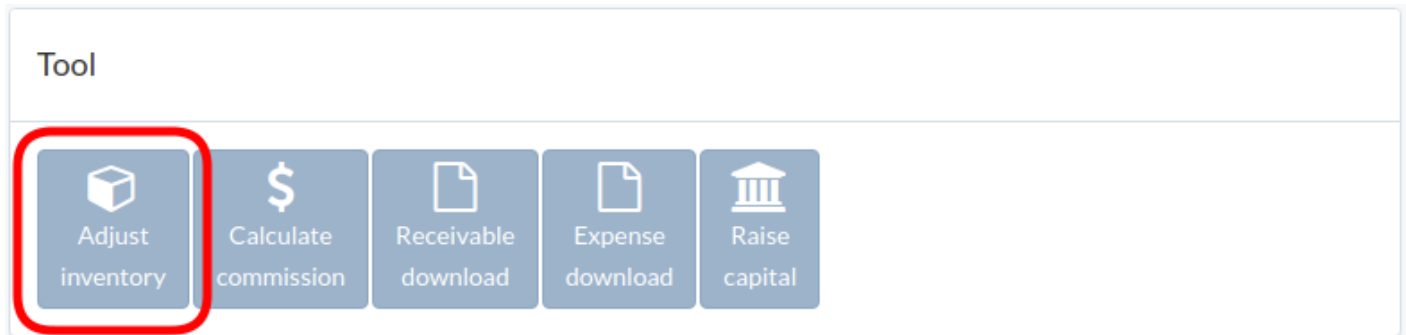 Tool
Adjust
inventory
Calculate
commission
Receivable
download
Expense
download
Raise
capital